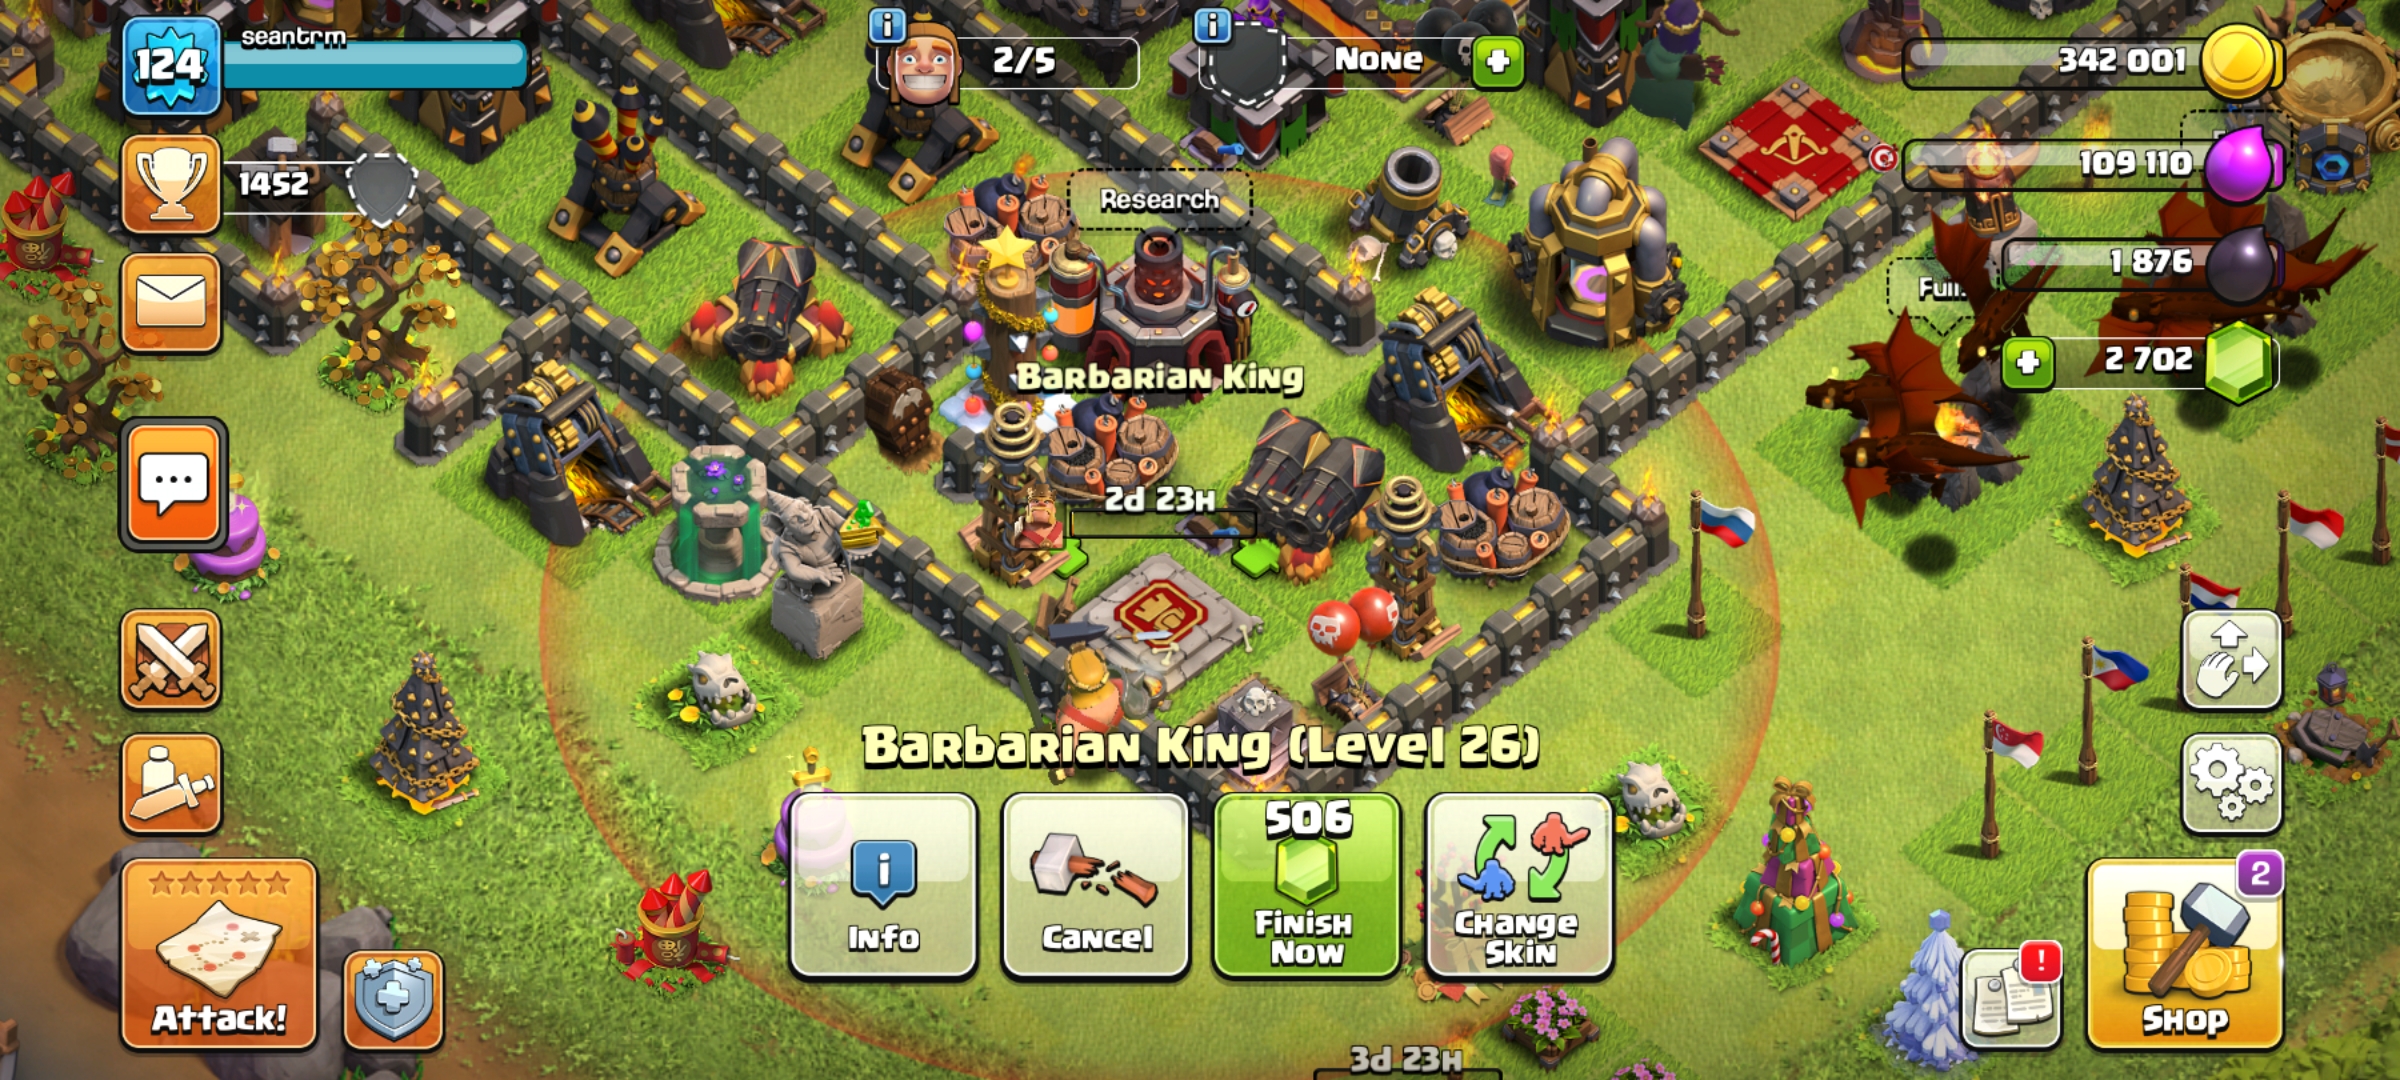 124
seantrm
2/5
None
342 001
1452
Research
109 110
1 876
Full!
2 702
Barbarian King
2d 23H
Barbarian King (Level 26)
506
Info
Cancel
Finish
Now
Change
Skin
2
Attack!
!
Shop
3d 23H